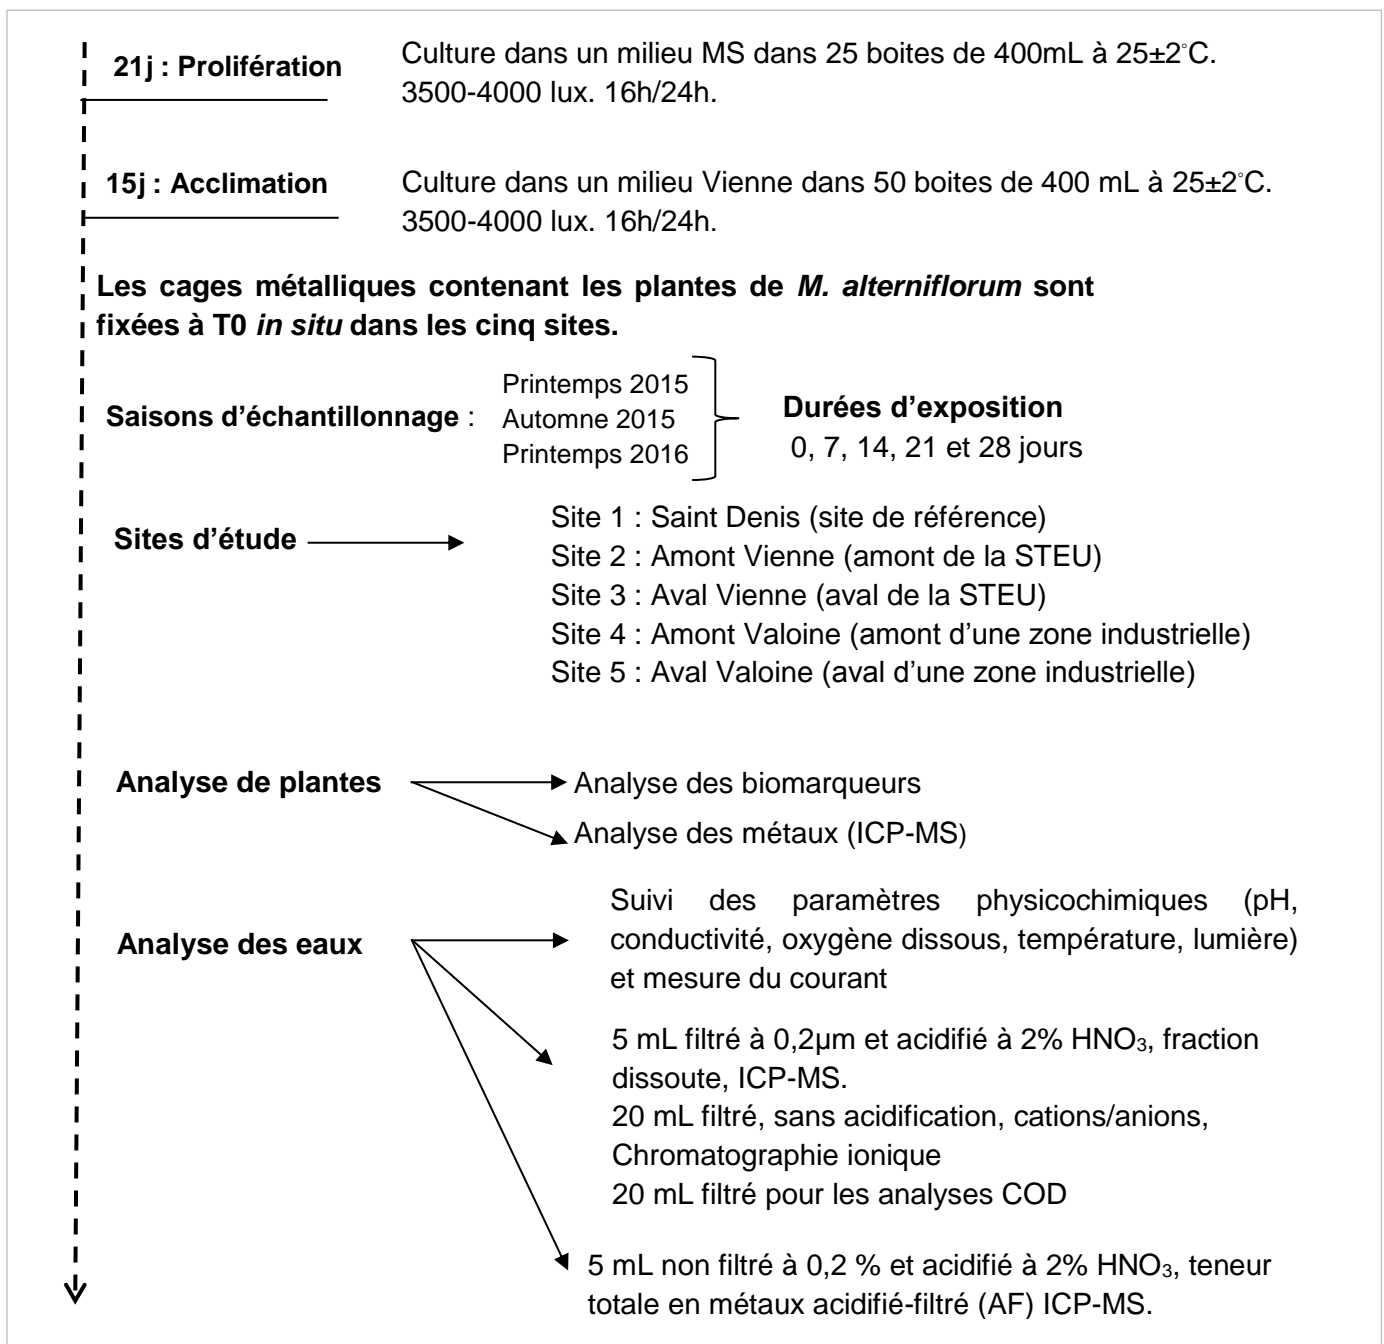 21j : Prolifération
Culture dans un milieu MS dans 25 boites de 400mL à 25±2°C.
3500-4000 lux. 16h/24h.
15j : Acclimation
Culture dans un milieu Vienne dans 50 boites de 400 mL à 25±2°C.
3500-4000 lux. 16h/24h.
Les cages métalliques contenant les plantes de M. alterniflorum sont
fixées à T0 in situ dans les cinq sites.
Saisons d’échantillonnage :
Printemps 2015
Automne 2015
Printemps 2016
Durées d’exposition
0, 7, 14, 21 et 28 jours
Sites d’étude
Site 1 : Saint Denis (site de référence)
Site 2 : Amont Vienne (amont de la STEU)
Site 3 : Aval Vienne (aval de la STEU)
Site 4 : Amont Valoine (amont d’une zone industrielle)
Site 5 : Aval Valoine (aval d’une zone industrielle)
Analyse de plantes
Analyse des biomarqueurs
Analyse des métaux (ICP-MS)
Analyse des eaux
Suivi des paramètres physicochimiques (pH,
conductivité, oxygène dissous, température, lumière)
et mesure du courant
5 mL filtré à 0,2µm et acidifié à 2% HNO₃, fraction
dissoute, ICP-MS.
20 mL filtré, sans acidification, cations/anions,
Chromatographie ionique
20 mL filtré pour les analyses COD
5 mL non filtré à 0,2 % et acidifié à 2% HNO₃, teneur
totale en métaux acidifié-filtré (AF) ICP-MS.